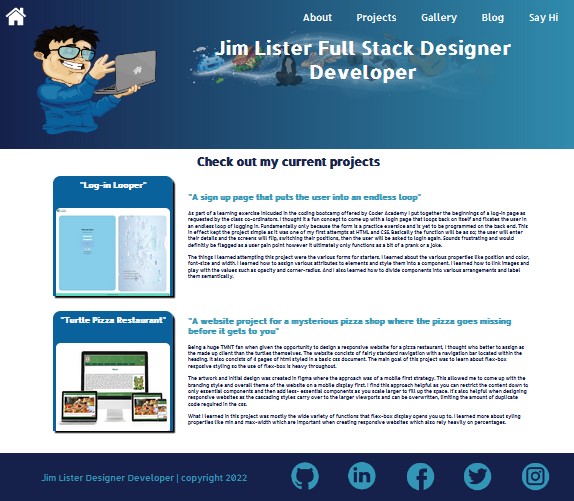 About Projects Gallery Blog Say Hi
Jim Lister Full Stack Designer
Developer
Check out my current projects
"Log-in Looper"
"A sign up page that puts the user into an endless loop"
As part of a learning exercise inlcuded in the coding bootcamp offered by Coder Academy I put together the beginnings of a log-in page as
requested by the class co-ordinators. I thought it a fun concept to come up with a login page that loops back on itself and fixates the user in
an endless loop of logging in. Fundamentally only because the form is a practice exercise and is yet to be programmed on the back end. This
in effect kept the project simple as it was one of my first attempts at HTML and CSS. Basically the function will be as so; the user will enter
their details and the screens will flip, switching their positions, then the user will be asked to login again. Sounds frustrating and would
definitly be flagged as a user pain point however it ultimately only functions as a bit of a prank or a joke.
The things I learned attempting this project were the various forms for starters. I learned about the various properties like position and color,
font-size and width. I learned how to assign various attributes to elements and style them into a component. I learned how to link images and
play with the values such as opacity and corner-radius. And I also learned how to divide components into various arrangements and label
them semantically.
"Turtle Pizza Restaurant"
"A website project for a mysterious pizza shop where the pizza goes missing
before it gets to you"
Being a huge TMNT fan when given the opportunity to design a responsive website for a pizza restaurant, I thought who better to assign as
the made up client than the turtles themselves. The website consists of fairly standard navigation with a navigation bar located within the
heading. It also consists of 4 pages of html styled in a basic css document. The main goal of this project was to learn about flex-box
resposive styling so the use of flex-box is heavy throughout.
The artwork and initial design was created in figma where the approach was of a mobile first strategy. This allowed me to come up with the
branding style and overall theme of the website on a mobile display first. I find this approach helpful as you can restrict the content down to
only essential components and then add less- essential components as you scale larger to fill up the space. It's also helpful when designing
responsive websites as the cascading styles carry over to the larger viewports and can be overwritten, limiting the amount of duplicate
code required in the css.
What I learned in this project was mostly the wide variety of functions that flex-box display opens you up to. I learned more about syling
properties like min and max-width which are important when creating responsive websites which also rely heavily on percentages.
Jim Lister Designer Developer | copyright 2022